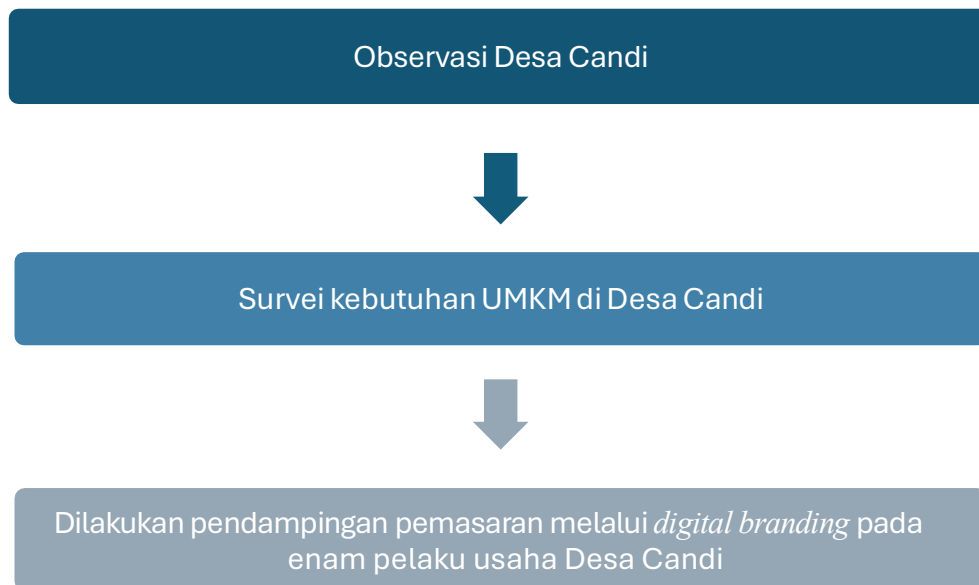 Observasi Desa Candi
Survei kebutuhan UMKM di Desa Candi
Dilakukan pendampingan pemasaran melalui digital branding pada
enam pelaku usaha Desa Candi